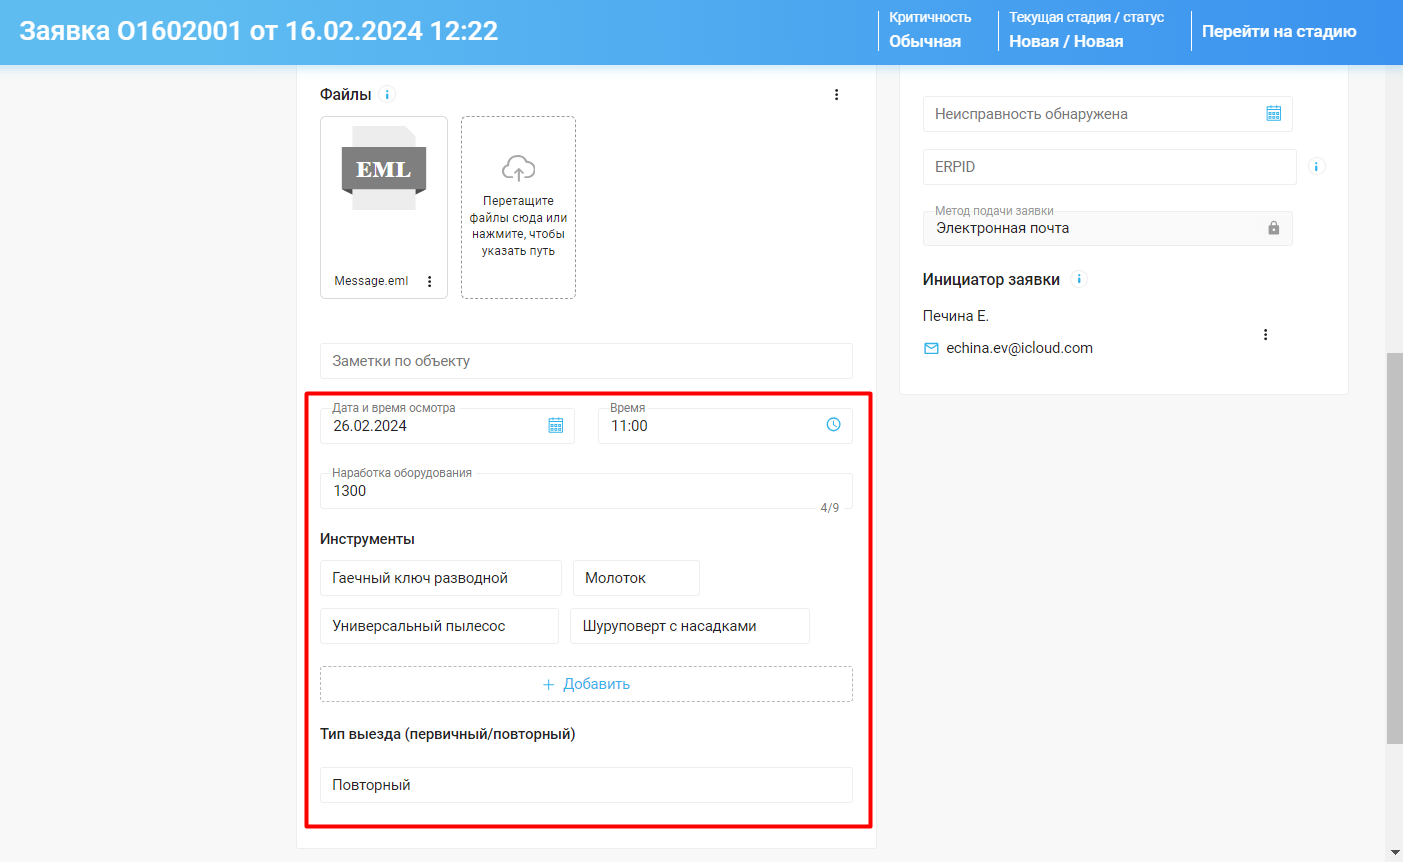 Заявка О1602001 от 16.02.2024 12:22
Критичность
Обычная
Текущая стадия / статус
Новая / Новая
Перейти на стадию
Файлы
EML
Message.eml
Перетащите
файлы сюда или
нажмите, чтобы
указать путь
Заметки по объекту
Дата и время осмотра
26.02.2024
Время
11:00
Наработка оборудования
1300
4/9
Инструменты
Гаечный ключ разводной
Молоток
Универсальный пылесос
Шуруповерт с насадками
+ Добавить
Тип выезда (первичный/повторный)
Повторный
Неисправность обнаружена
ERPID
Метод подачи заявки
Электронная почта
Инициатор заявки
Печина Е.
echina.ev@icloud.com